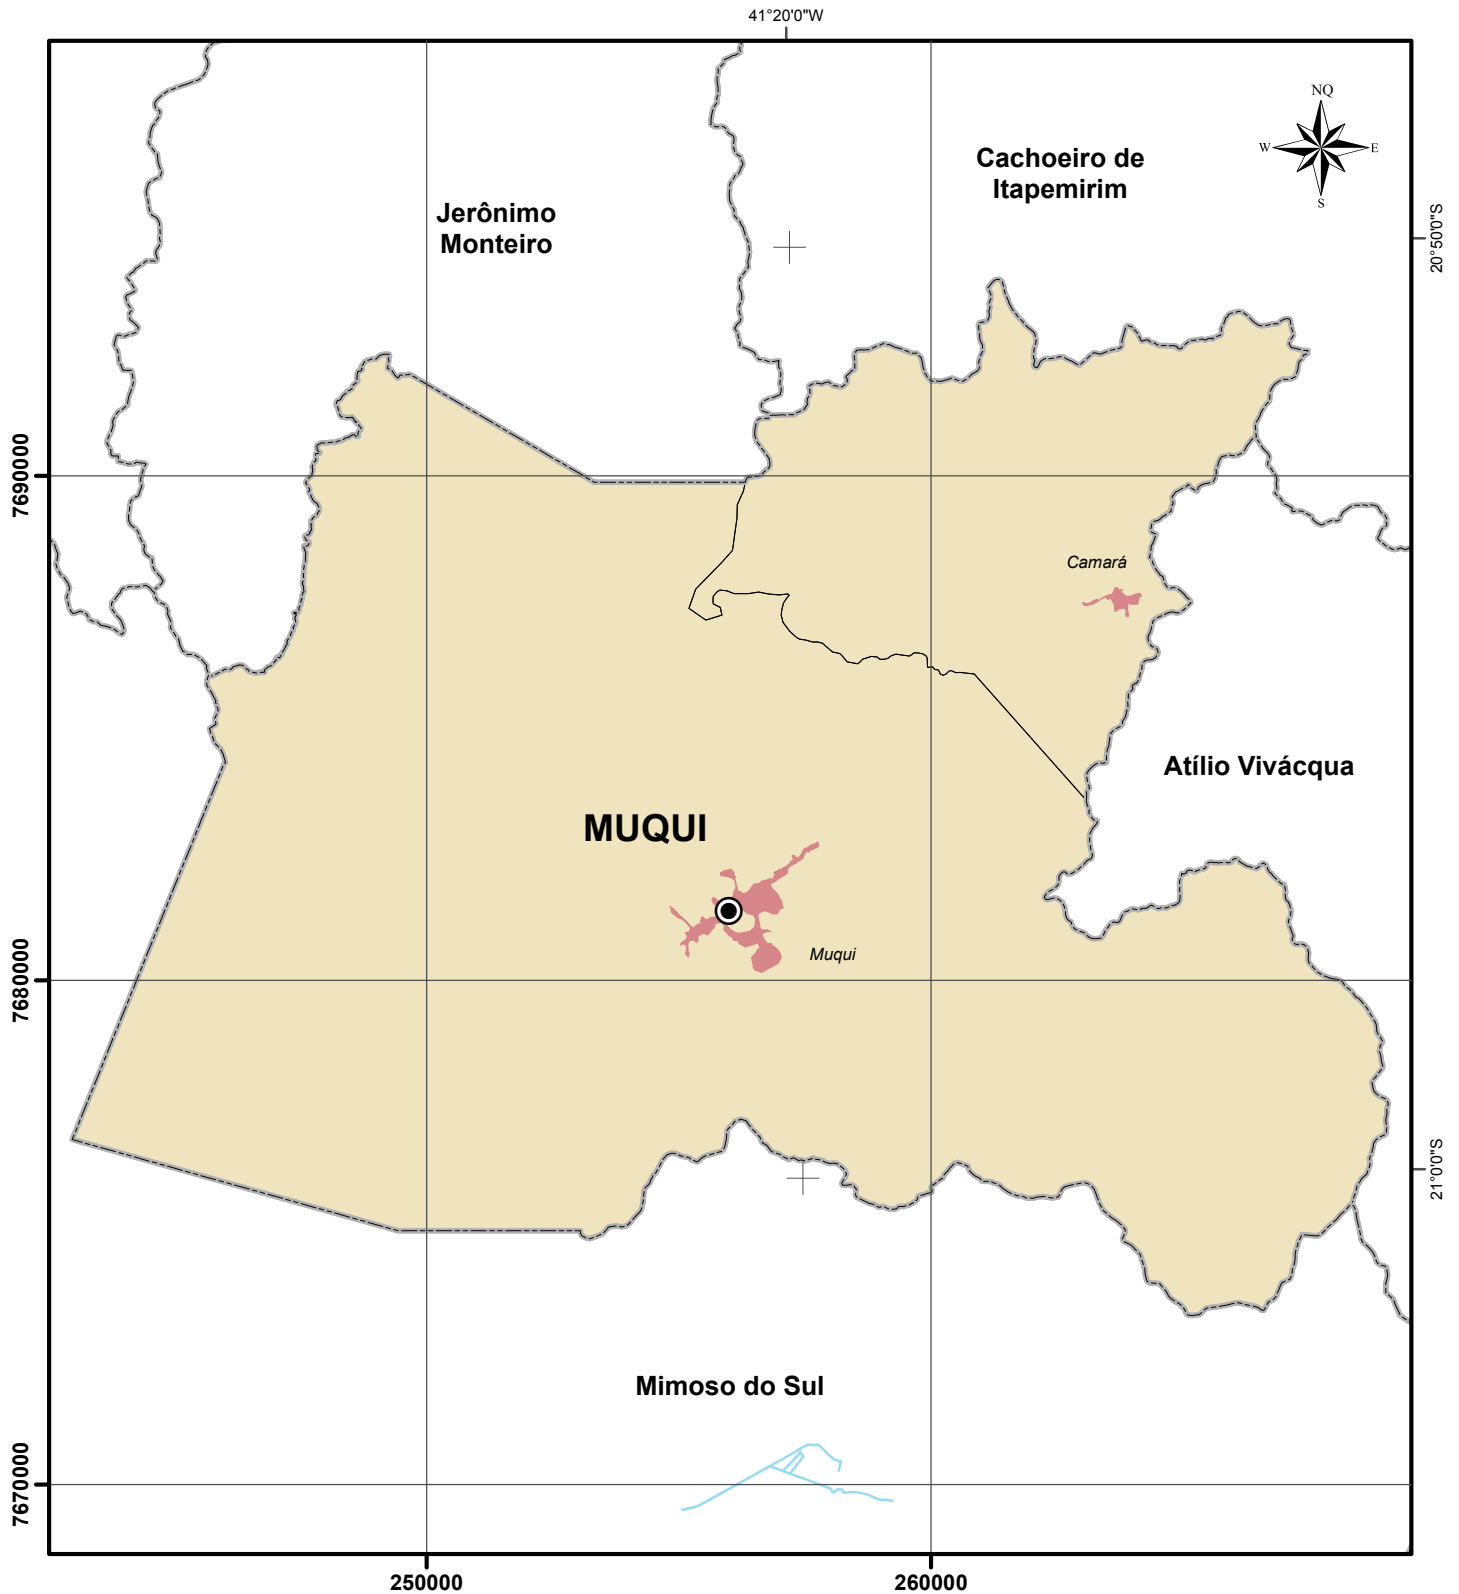 41°20'0"W
NQ
W
E
S
Cachoeiro de
Itapemirim
Jerônimo
Monteiro
20°50'0"S
7690000
Camará
Atílio Vivácqua
MUQUI
Muqui
7680000
21°0'0"S
Mimoso do Sul
7670000
250000
260000